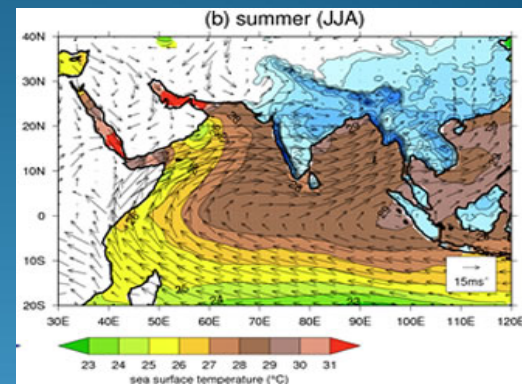 (b) summer (JJA)
40N
30N
20N
10N
0
10S
20S
15ms⁻¹
30E 40E 50E 60E 70E 80E 90E 100E 110E 120E
23 24 25 26 27 28 29 30 31
sea surface temperature (°C)